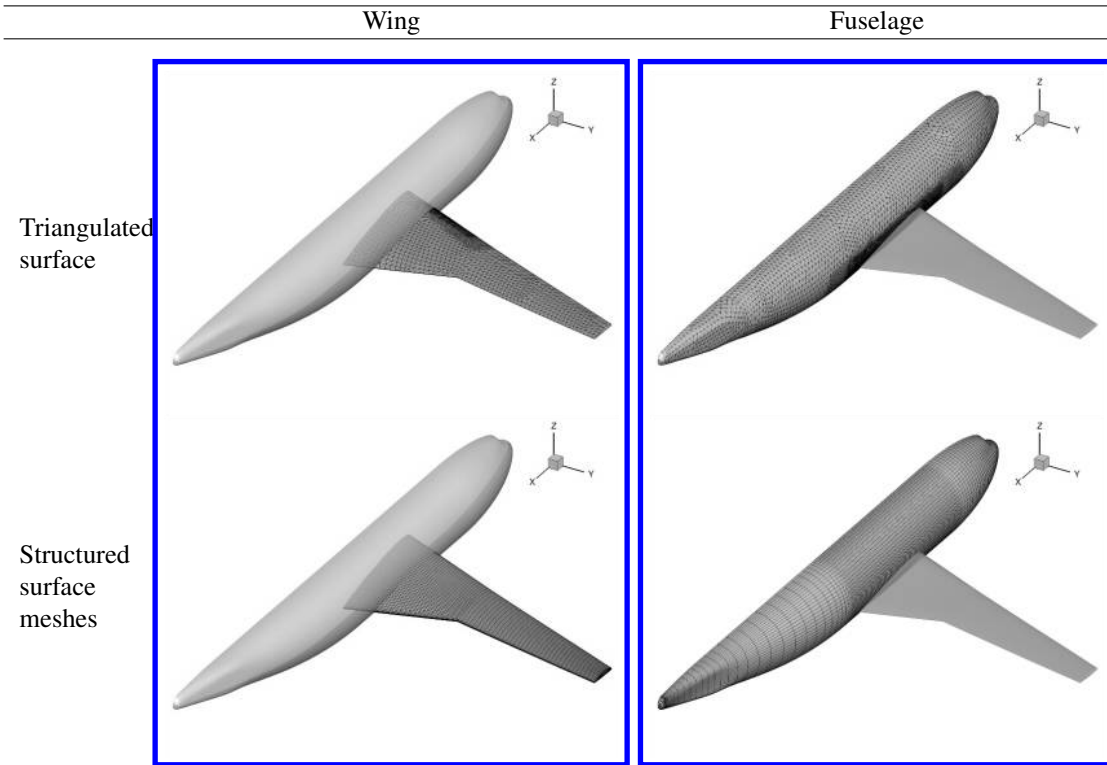 Wing Fuselage
Z
X
Y
Z
X
Y
Triangulated
surface
Z
X
Y
Z
X
Y
Structured
surface
meshes